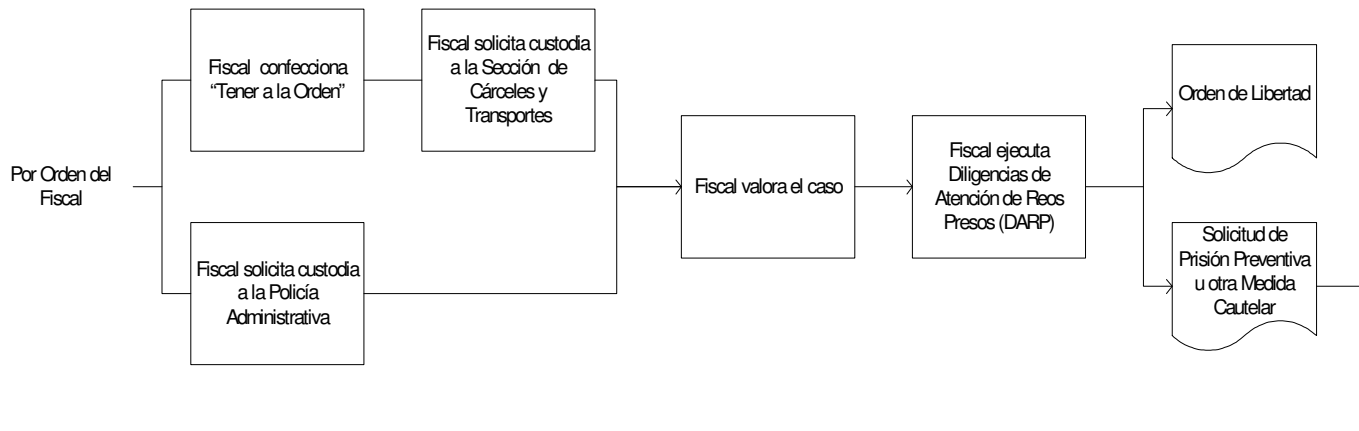 Por Orden del
Fiscal
Fiscal confecciona
“Tener a la Orden”
Fiscal solicita custodia
a la Sección de
Cárceles y
Transportes
Fiscal solicita custodia
a la Policía
Administrativa
Fiscal valora el caso
Fiscal ejecuta
Diligencias de
Atención de Reos
Presos (DARP)
Orden de Libertad
Solicitud de
Prisión Preventiva
u otra Medida
Cautelar